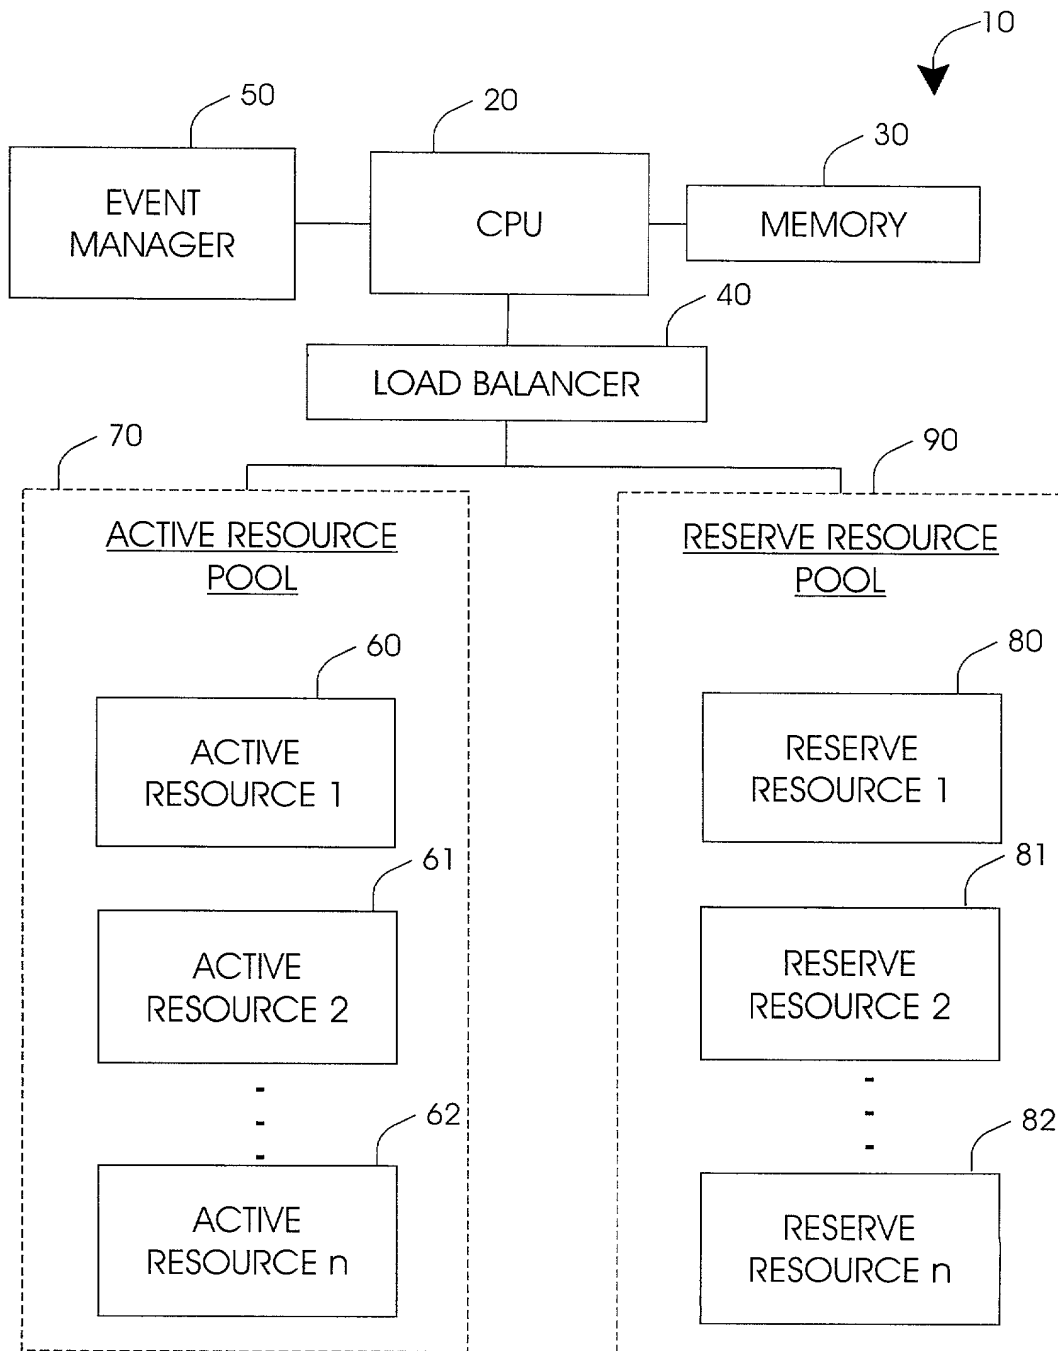 10
50
20
30
EVENT
MANAGER
CPU
MEMORY
40
LOAD BALANCER
70
90
ACTIVE RESOURCE
POOL
RESERVE RESOURCE
POOL
60
80
ACTIVE
RESOURCE 1
RESERVE
RESOURCE 1
61
81
ACTIVE
RESOURCE 2
RESERVE
RESOURCE 2
62
82
ACTIVE
RESOURCE n
RESERVE
RESOURCE n